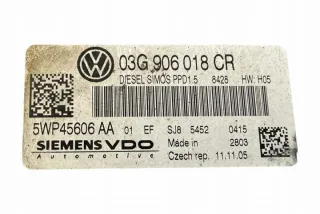 03G 906 018 CR
DIESEL SIMOS PPD1.5 8428 HW: H05
5WP45606 AA 01 EF SJ8 5452 0415
SIEMENS VDO Made in 2803
Automotive Czech rep. 11.11.05